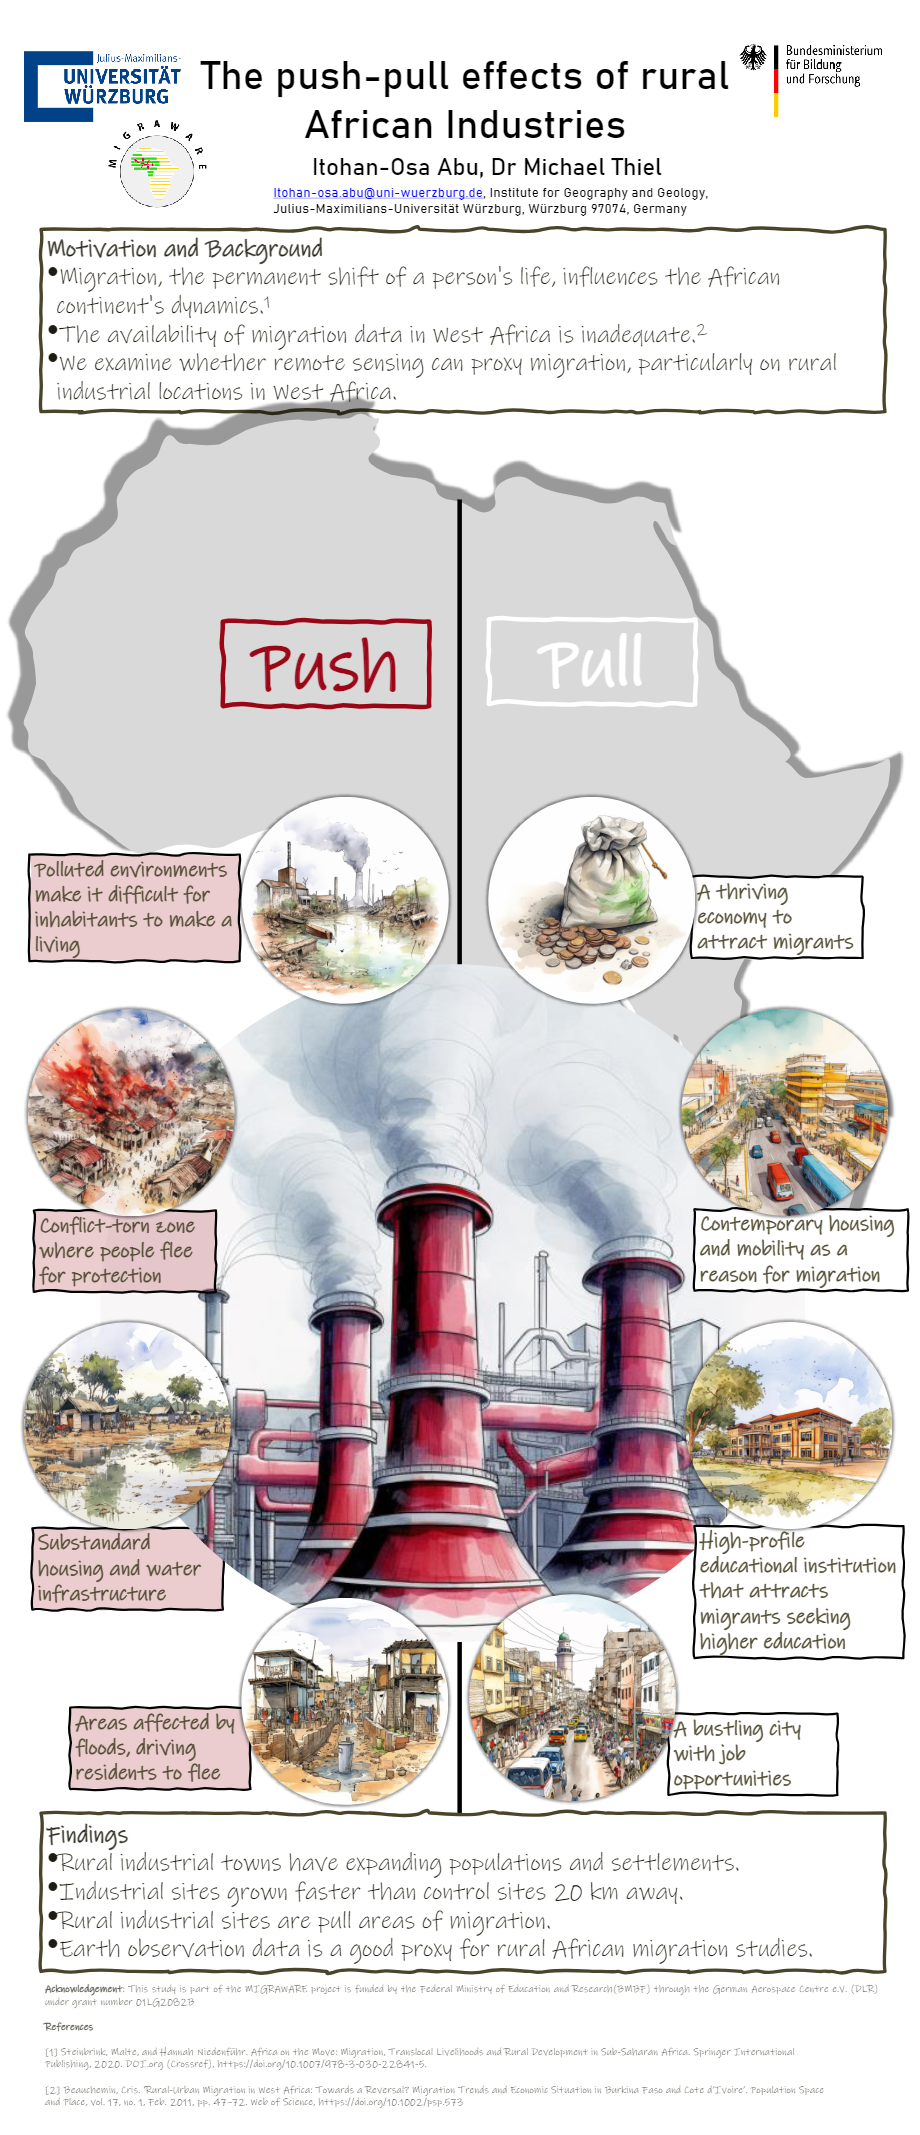 Julius-Maximilians-
UNIVERSITÄT
WÜRZBURG
MIGRAWARE
The push-pull effects of rural
African Industries
Bundesministerium
für Bildung
und Forschung
Itohan-Osa Abu, Dr Michael Thiel
Itohan-osa.abu@uni-wuerzburg.de, Institute for Geography and Geology,
Julius-Maximilians-Universität Würzburg, Würzburg 97074, Germany
Motivation and Background
•Migration, the permanent shift of a person's life, influences the African
continent's dynamics.¹
•The availability of migration data in West Africa is inadequate.²
•We examine whether remote sensing can proxy migration, particularly on rural
industrial locations in West Africa.
Push
Pull
Polluted environments
make it difficult for
inhabitants to make a
living
A thriving
economy to
attract migrants
Conflict-torn zone
where people flee
for protection
Contemporary housing
and mobility as a
reason for migration
Substandard
housing and water
infrastructure
High-profile
educational institution
that attracts
migrants seeking
higher education
Areas affected by
floods, driving
residents to flee
A bustling city
with job
opportunities
Findings
•Rural industrial towns have expanding populations and settlements.
•Industrial sites grown faster than control sites 20 km away.
•Rural industrial sites are pull areas of migration.
•Earth observation data is a good proxy for rural African migration studies.
Acknowledgement: This study is part of the MIGRAWARE project is funded by the Federal Ministry of Education and Research(BMBF) through the German Aerospace Centre e.V. (DLR)
under grant number 01LG2082B
References
[1] Steinbrink, Malte, and Hannah Niedenführ. Africa on the Move: Migration, Translocal Livelihoods and Rural Development in Sub-Saharan Africa. Springer International
Publishing, 2020. DOI.org (Crossref), https://doi.org/10.1007/978-3-030-22841-5.
[2] Beauchemin, Cris. 'Rural-Urban Migration in West Africa: Towards a Reversal? Migration Trends and Economic Situation in Burkina Faso and Cote d'Ivoire'. Population Space
and Place, vol. 17, no. 1, Feb. 2011, pp. 47-72. Web of Science, https://doi.org/10.1002/psp.573